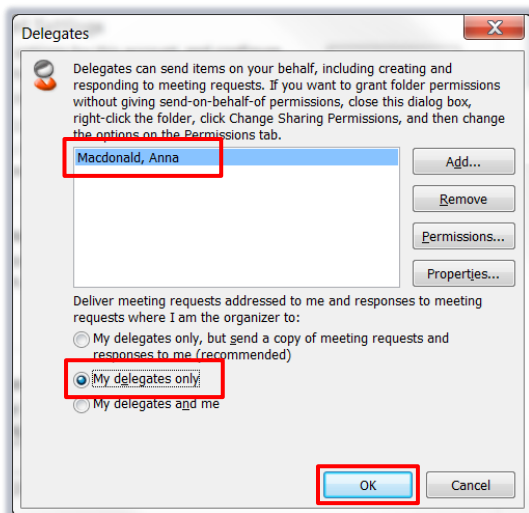 Delegates
Delegates can send items on your behalf, including creating and
responding to meeting requests. If you want to grant folder permissions
without giving send-on-behalf-of permissions, close this dialog box,
right-click the folder, click Change Sharing Permissions, and then change
the options on the Permissions tab.
Macdonald, Anna
Add...
Remove
Permissions...
Properties...
Deliver meeting requests addressed to me and responses to meeting
requests where I am the organizer to:
My delegates only, but send a copy of meeting requests and
responses to me (recommended)
My delegates only
My delegates and me
OK
Cancel